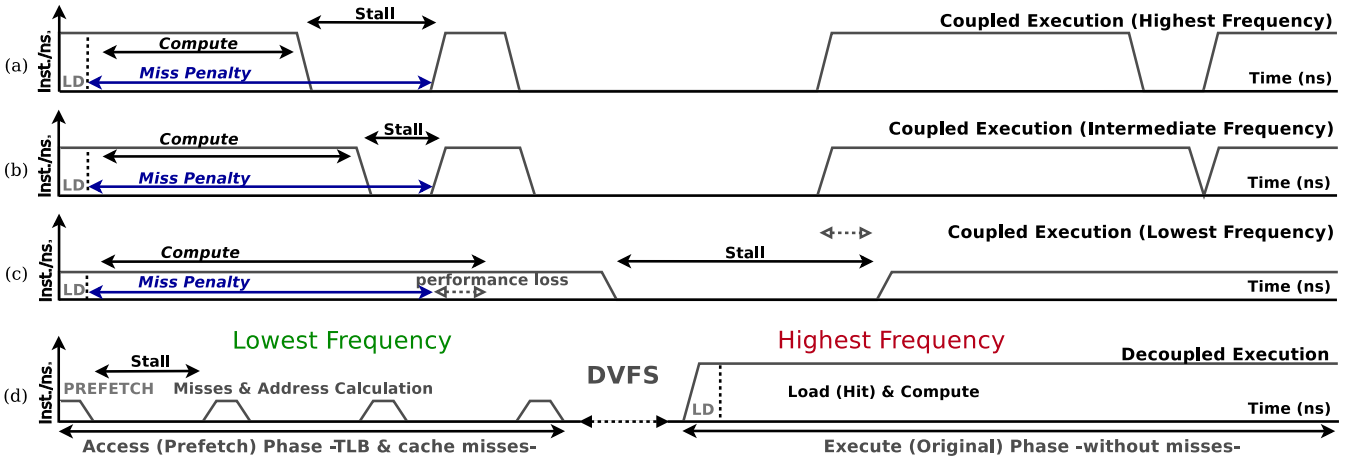 Stall
Coupled Execution (Highest Frequency)
Compute
(a)
Inst./ns.
LD
Miss Penalty
Time (ns)
Coupled Execution (Intermediate Frequency)
Stall
Compute
(b)
Inst./ns.
LD
Miss Penalty
Time (ns)
Coupled Execution (Lowest Frequency)
Compute
Stall
(c)
Inst./ns.
LD
Miss Penalty
performance loss
Time (ns)
Lowest Frequency
Highest Frequency
Stall
Decoupled Execution
DVFS
PREFETCH
Misses & Address Calculation
Load (Hit) & Compute
(d)
Inst./ns.
LD
Time (ns)
Access (Prefetch) Phase -TLB & cache misses-
Execute (Original) Phase -without misses-